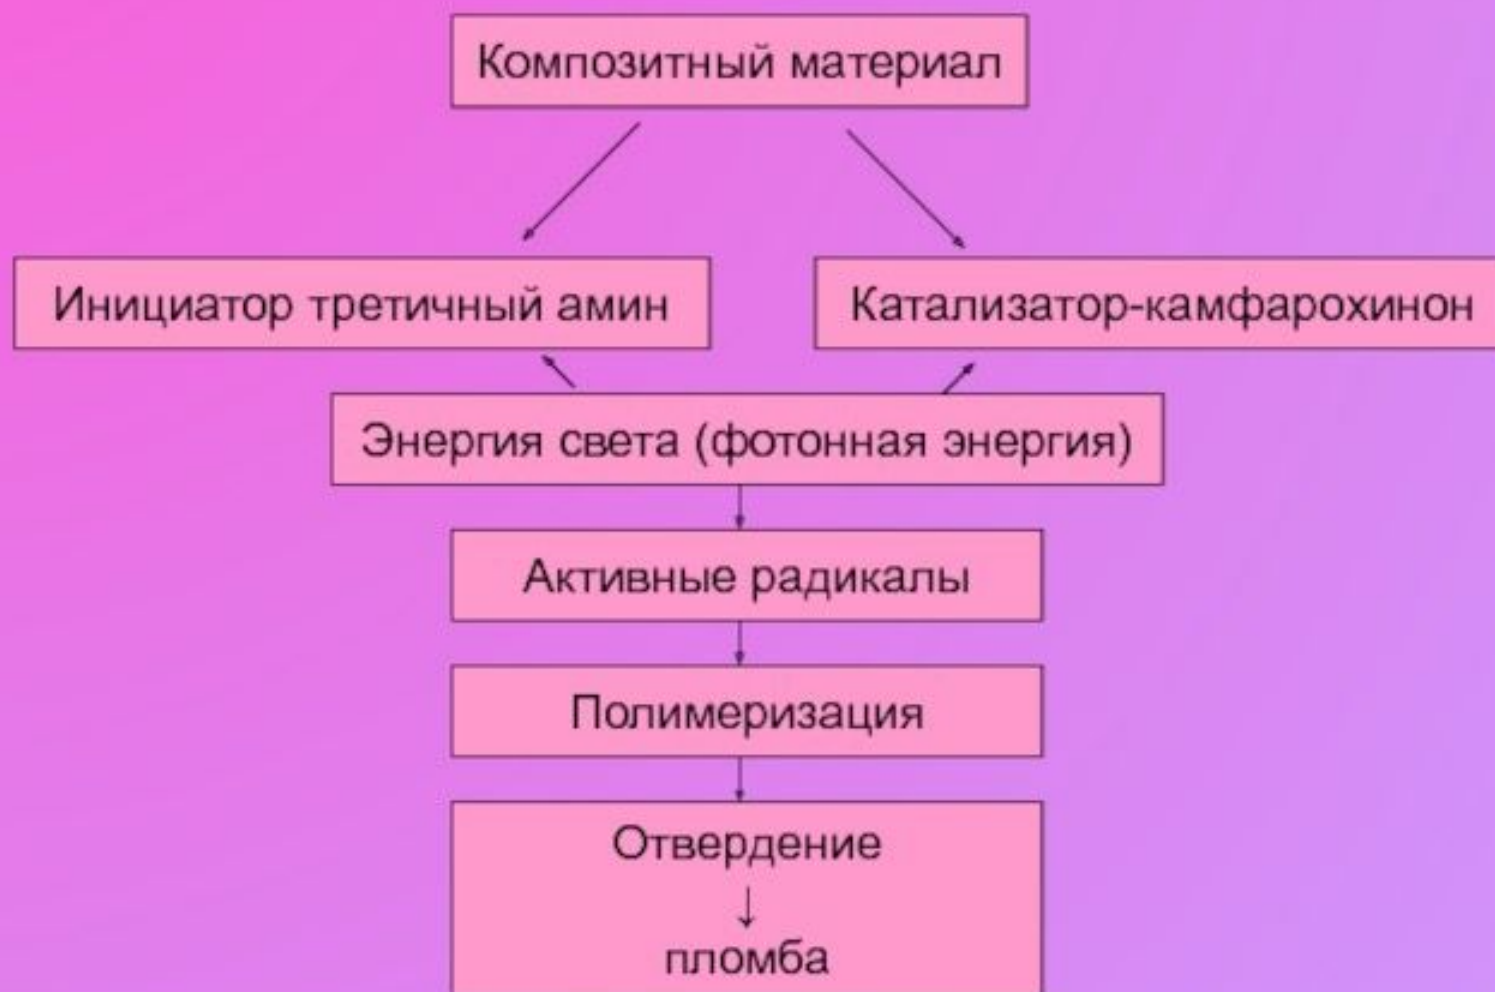 Композитный материал
Инициатор третичный амин
Катализатор-камфарохинон
Энергия света (фотонная энергия)
Активные радикалы
Полимеризация
Отвердение
↓
пломба